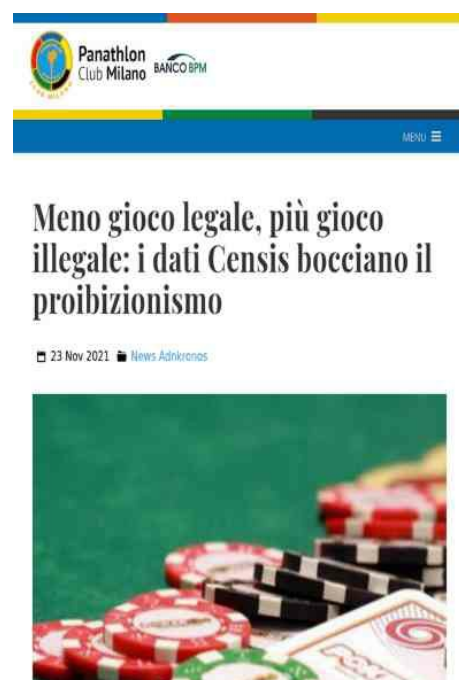 Panathlon
Club Milano
BANCO BPM
MENU
Meno gioco legale, più gioco
illegale: i dati Censis bocciano il
proibizionismo
23 Nov 2021 News Adnkronos